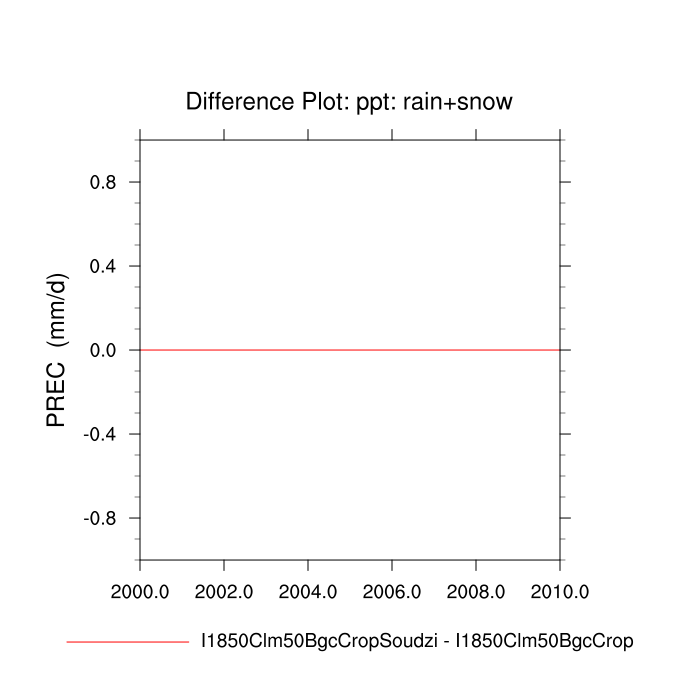 Difference Plot: ppt: rain+snow
0.8
0.4
0.0
-0.4
-0.8
PREC (mm/d)
2000.0 2002.0 2004.0 2006.0 2008.0 2010.0
I1850Clm50BgcCropSoudzi - I1850Clm50BgcCrop